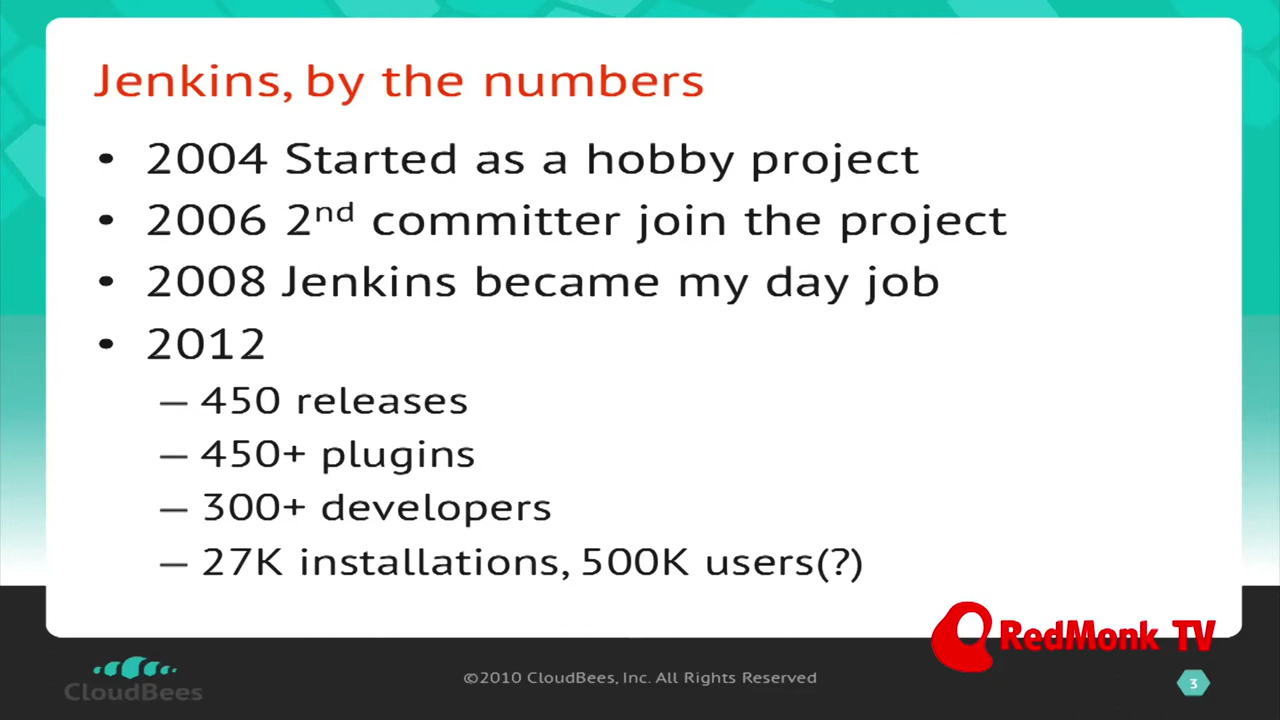 Jenkins, by the numbers
• 2004 Started as a hobby project
• 2006 2nd committer join the project
• 2008 Jenkins became my day job
• 2012
– 450 releases
– 450+ plugins
– 300+ developers
– 27K installations, 500K users(?)
RedMonk TV
CloudBees
©2010 CloudBees, Inc. All Rights Reserved
3